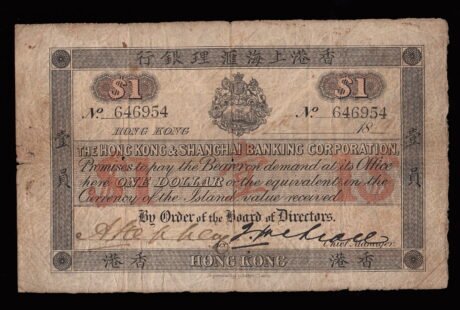 香港上海滙理銀行
$1 $1
No 646954 No 646954
HONG KONG 18
THE HONG KONG & SHANGHAI BANKING CORPORATION,
Promises to pay the Bearer on demand at its Office
here ONE DOLLAR or the equivalent in the
Currency of the Island value received
By Order of the Board of Directors.
Chief Manager
香港 HONG KONG 香港
壹員
壹員